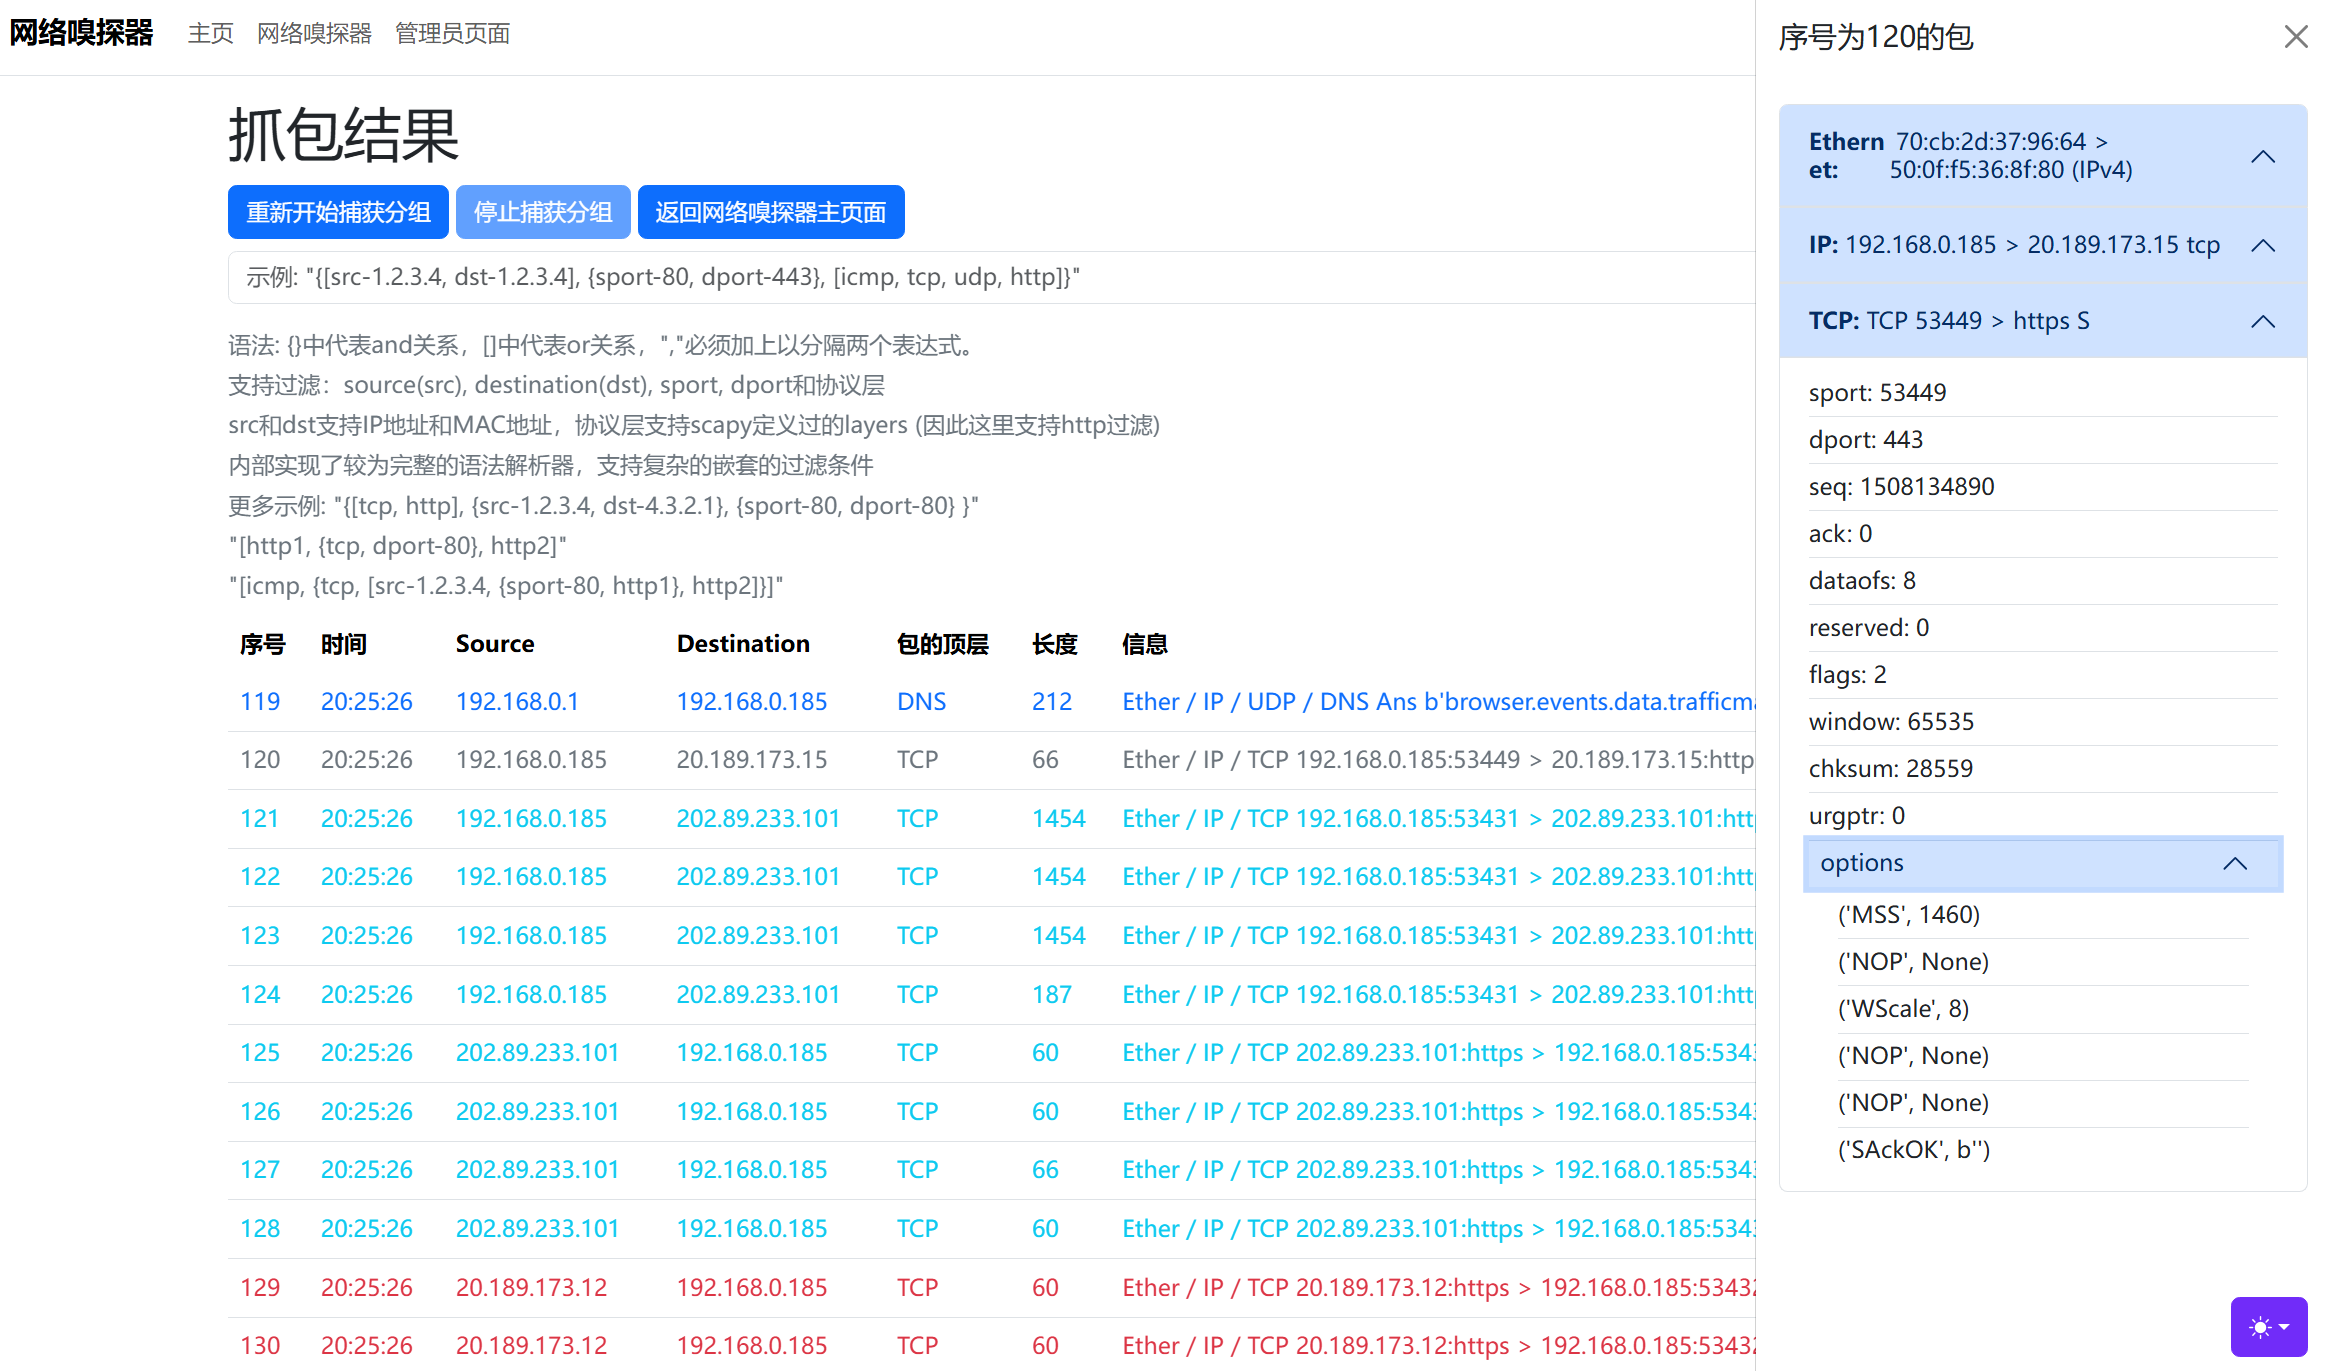 网络嗅探器 主页 网络嗅探器 管理员页面
抓包结果
重新开始捕获分组 停止捕获分组 返回网络嗅探器主页面
示例: "{[src-1.2.3.4, dst-1.2.3.4], {sport-80, dport-443}, [icmp, tcp, udp, http]}"
语法: {}中代表and关系，[]中代表or关系，","必须加上以分隔两个表达式。
支持过滤：source(src), destination(dst), sport, dport和协议层
src和dst支持IP地址和MAC地址，协议层支持scapy定义过的layers (因此这里支持http过滤)
内部实现了较为完整的语法解析器，支持复杂的嵌套的过滤条件
更多示例: "{[tcp, http], {src-1.2.3.4, dst-4.3.2.1}, {sport-80, dport-80} }"
"[http1, {tcp, dport-80}, http2]"
"[icmp, {tcp, [src-1.2.3.4, {sport-80, http1}, http2]}]"
序号 时间 Source Destination 包的顶层 长度 信息
119 20:25:26 192.168.0.1 192.168.0.185 DNS 212 Ether / IP / UDP / DNS Ans b'browser.events.data.trafficma
120 20:25:26 192.168.0.185 20.189.173.15 TCP 66 Ether / IP / TCP 192.168.0.185:53449 > 20.189.173.15:http
121 20:25:26 192.168.0.185 202.89.233.101 TCP 1454 Ether / IP / TCP 192.168.0.185:53431 > 202.89.233.101:htt
122 20:25:26 192.168.0.185 202.89.233.101 TCP 1454 Ether / IP / TCP 192.168.0.185:53431 > 202.89.233.101:htt
123 20:25:26 192.168.0.185 202.89.233.101 TCP 1454 Ether / IP / TCP 192.168.0.185:53431 > 202.89.233.101:htt
124 20:25:26 192.168.0.185 202.89.233.101 TCP 187 Ether / IP / TCP 192.168.0.185:53431 > 202.89.233.101:htt
125 20:25:26 202.89.233.101 192.168.0.185 TCP 60 Ether / IP / TCP 202.89.233.101:https > 192.168.0.185:5343
126 20:25:26 202.89.233.101 192.168.0.185 TCP 60 Ether / IP / TCP 202.89.233.101:https > 192.168.0.185:5343
127 20:25:26 202.89.233.101 192.168.0.185 TCP 66 Ether / IP / TCP 202.89.233.101:https > 192.168.0.185:5343
128 20:25:26 202.89.233.101 192.168.0.185 TCP 60 Ether / IP / TCP 202.89.233.101:https > 192.168.0.185:5343
129 20:25:26 20.189.173.12 192.168.0.185 TCP 60 Ether / IP / TCP 20.189.173.12:https > 192.168.0.185:53432
130 20:25:26 20.189.173.12 192.168.0.185 TCP 60 Ether / IP / TCP 20.189.173.12:https > 192.168.0.185:53432
序号为120的包
Ethern 70:cb:2d:37:96:64 >
et: 50:0f:f5:36:8f:80 (IPv4)
IP: 192.168.0.185 > 20.189.173.15 tcp
TCP: TCP 53449 > https S
sport: 53449
dport: 443
seq: 1508134890
ack: 0
dataofs: 8
reserved: 0
flags: 2
window: 65535
chksum: 28559
urgptr: 0
options
('MSS', 1460)
('NOP', None)
('WScale', 8)
('NOP', None)
('NOP', None)
('SAckOK', b'')